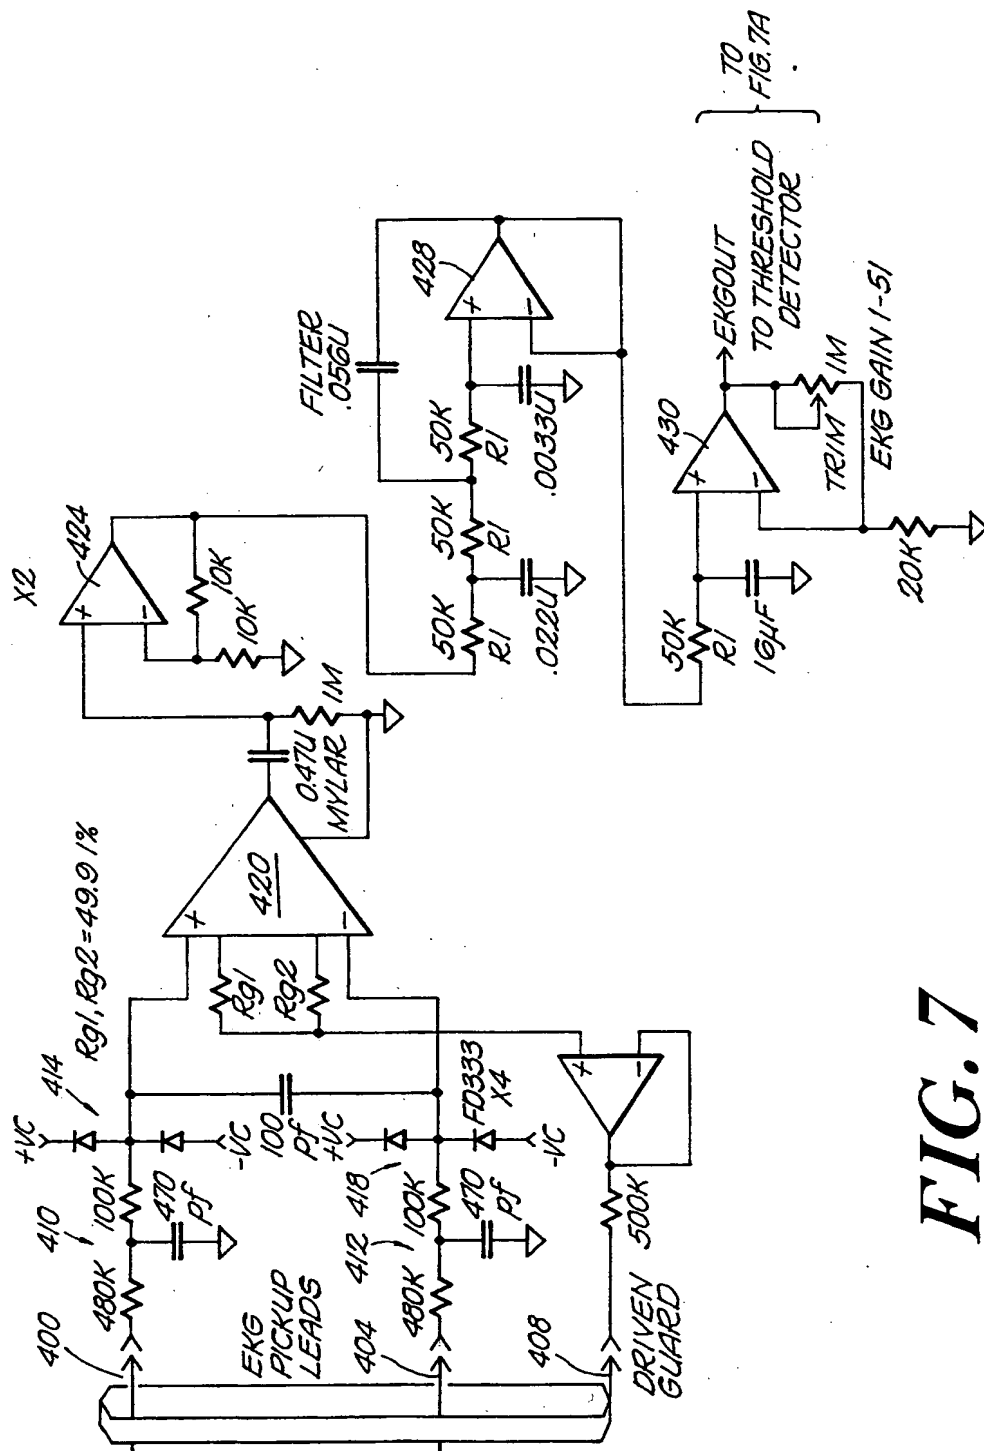 TO
FIG. 7A
EKGOUT
TO THRESHOLD
DETECTOR
428
+
-
FILTER
.056U
50K
R1
.0033U
50K
R1
50K
R1
.022U
430
+
-
TRIM
1M
EKG GAIN 1-51
50K
R1
16µF
20K
X2
424
+
-
10K
10K
0.47U
MYLAR
1M
420
+
-
Rg1, Rg2 = 49.9 1%
Rg1
Rg2
414
+VC
-VC
100
pf
+VC
FD333
X4
-VC
418
410
100K
470
pf
480K
412
100K
470
pf
480K
400
EKG
PICKUP
LEADS
404
408
DRIVEN
GUARD
500K
+
-
FIG. 7